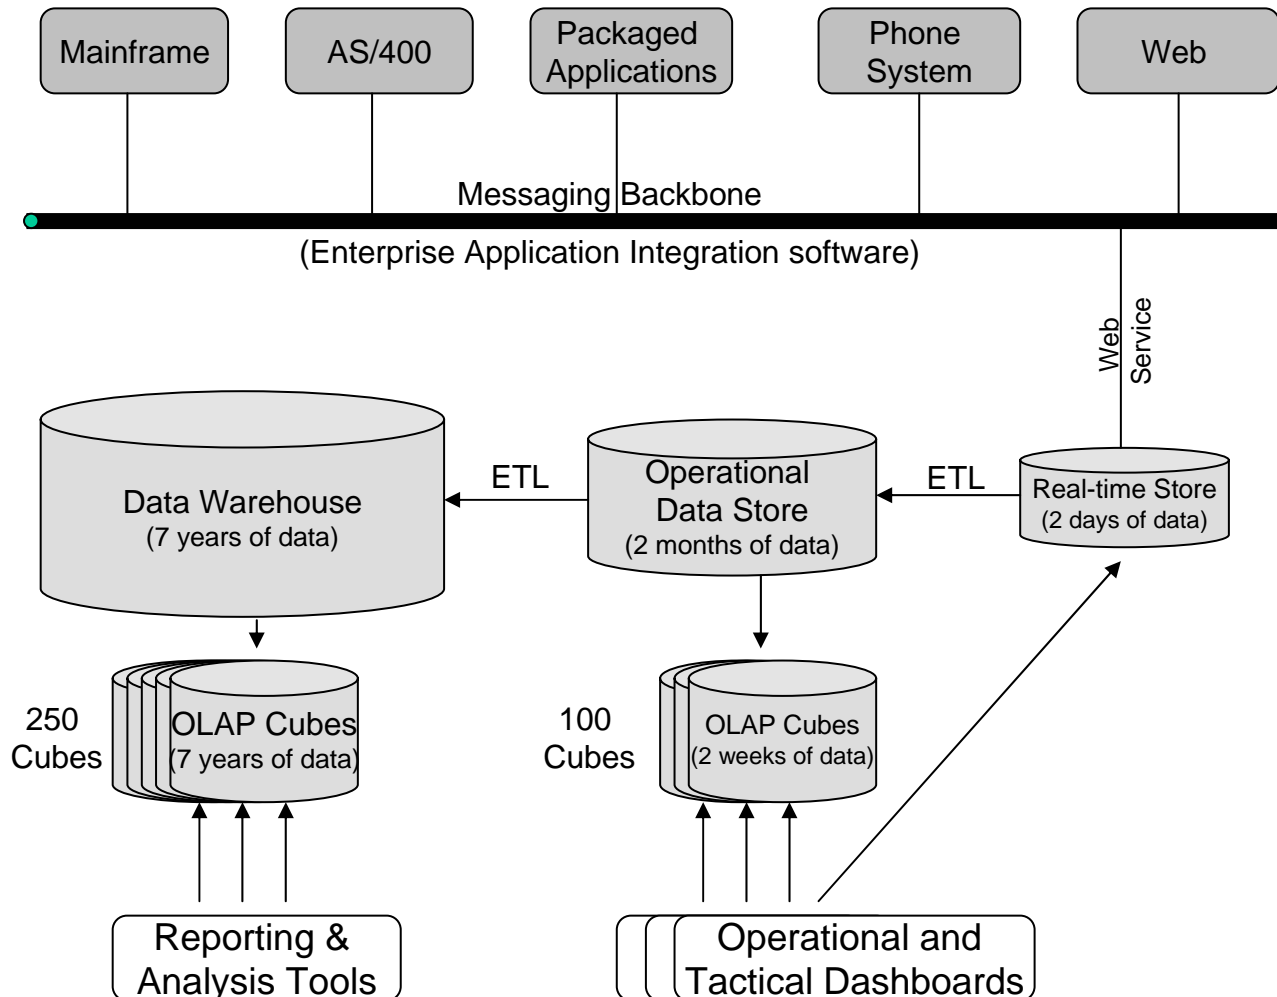 Mainframe
AS/400
Packaged
Applications
Phone
System
Web
Messaging Backbone
(Enterprise Application Integration software)
Web
Service
Data Warehouse
(7 years of data)
ETL
Operational
Data Store
(2 months of data)
ETL
Real-time Store
(2 days of data)
250
Cubes
OLAP Cubes
(7 years of data)
100
Cubes
OLAP Cubes
(2 weeks of data)
Reporting &
Analysis Tools
Operational and
Tactical Dashboards